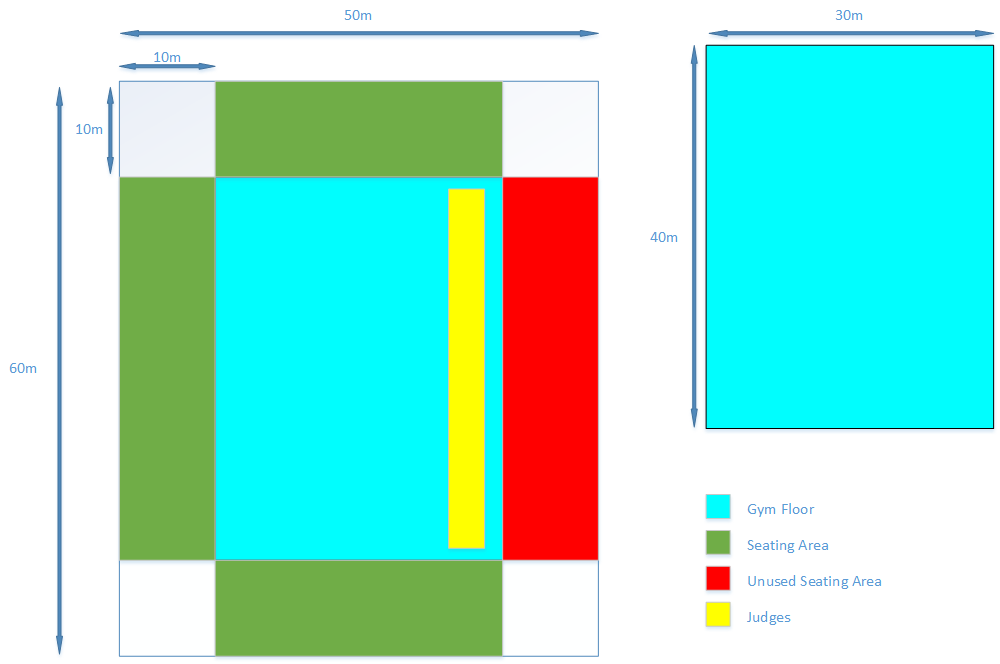 50m
30m
10m
10m
40m
60m
Gym Floor
Seating Area
Unused Seating Area
Judges